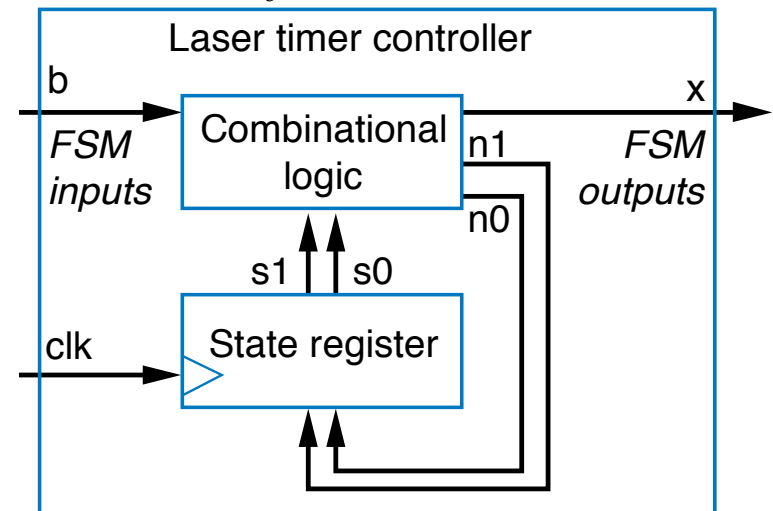 Laser timer controller
b
x
FSM
inputs
Combinational
logic
n1
n0
FSM
outputs
s1
s0
clk
State register